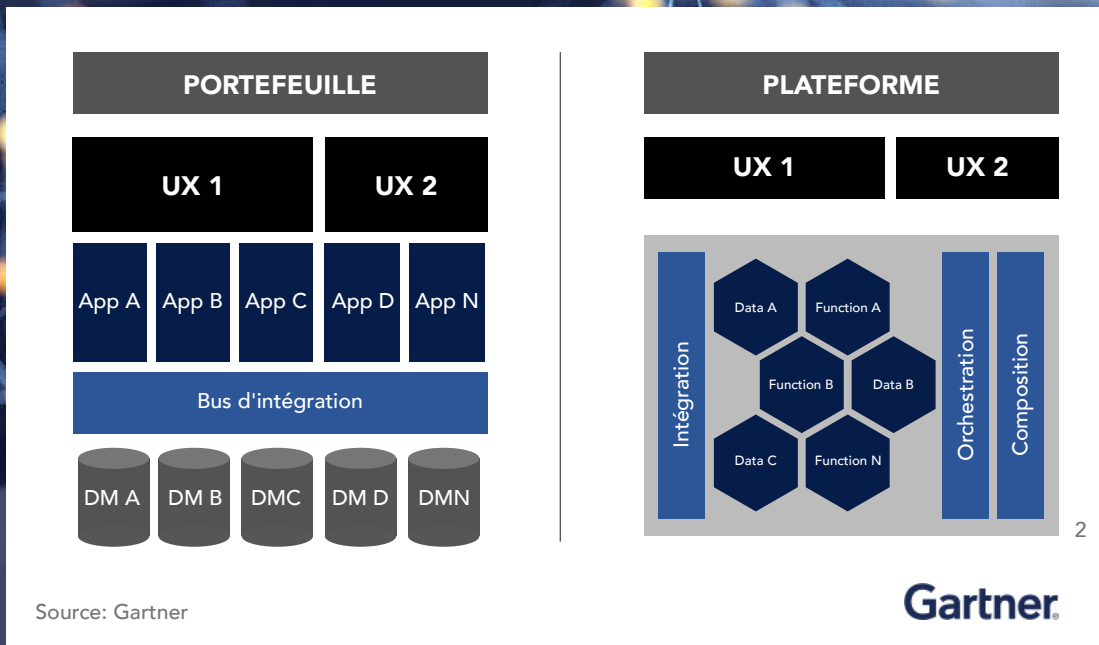 PORTEFEUILLE
UX 1
UX 2
App A
App B
App C
App D
App N
Bus d'intégration
DM A
DM B
DMC
DM D
DMN
PLATEFORME
UX 1
UX 2
Intégration
Data A
Function A
Function B
Data B
Data C
Function N
Orchestration
Composition
2
Source: Gartner
Gartner®